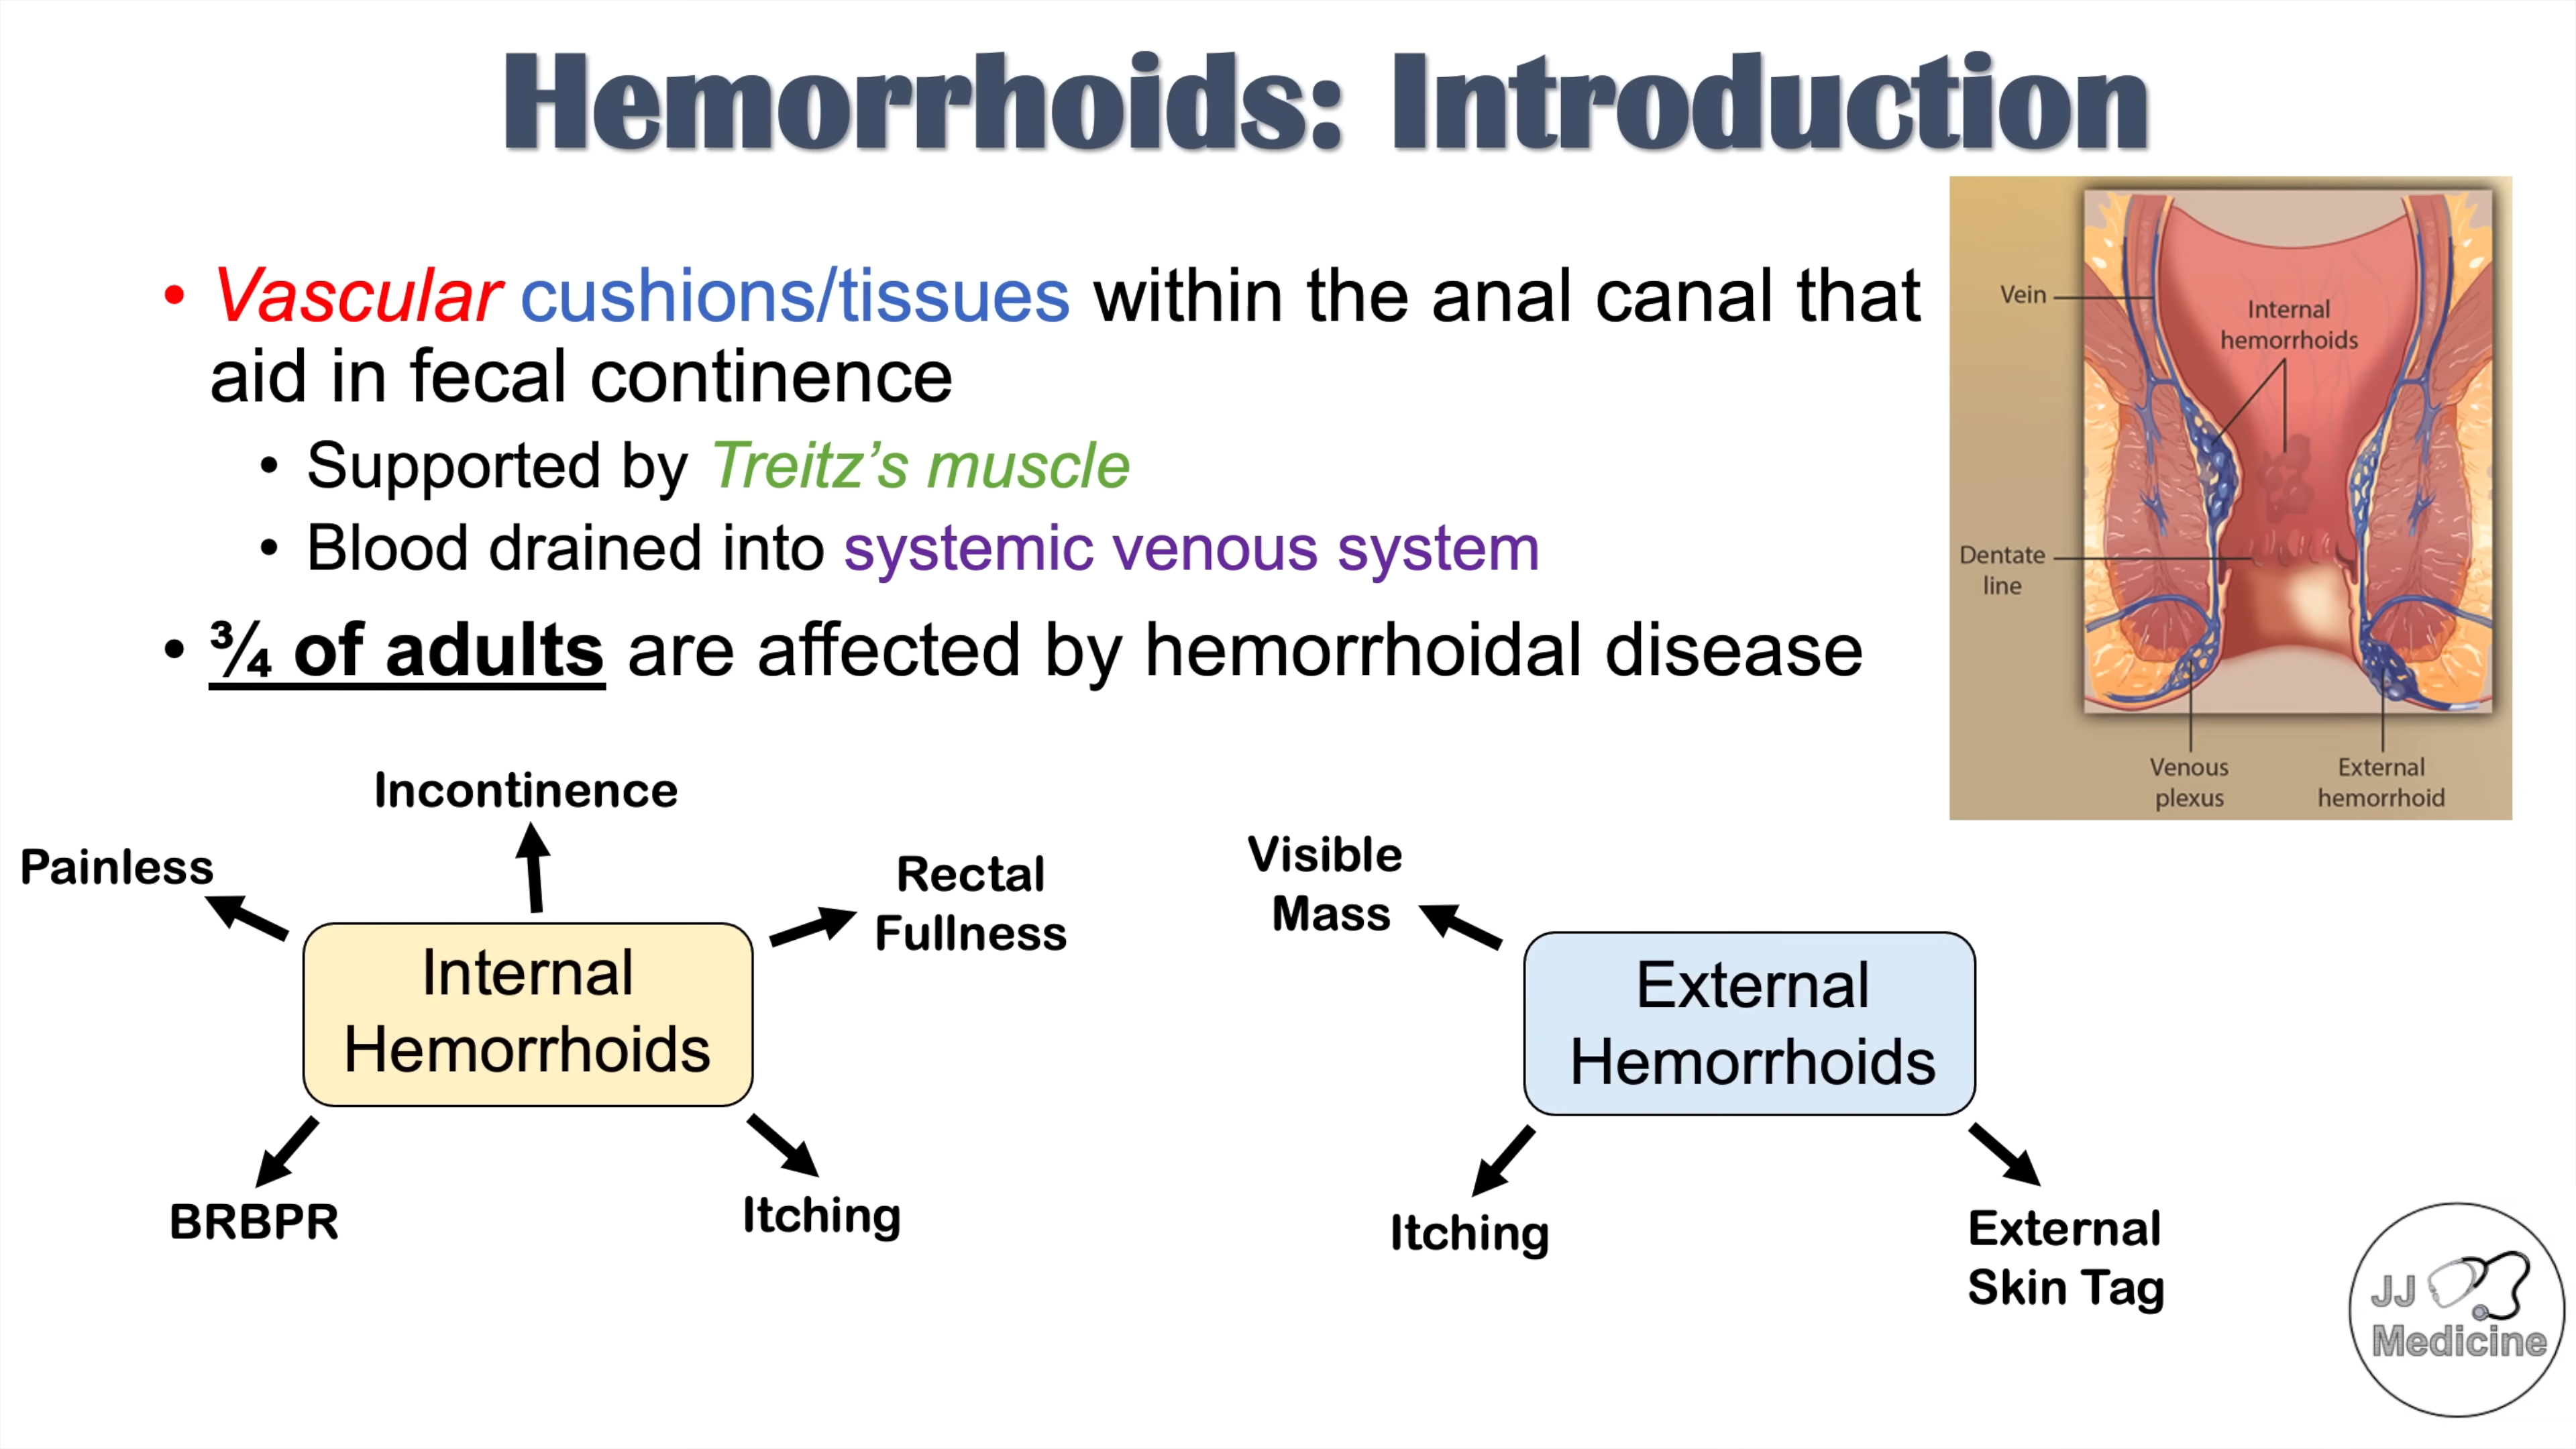 Hemorrhoids: Introduction
• Vascular cushions/tissues within the anal canal that
aid in fecal continence
• Supported by Treitz’s muscle
• Blood drained into systemic venous system
• ¾ of adults are affected by hemorrhoidal disease
Vein
Internal
hemorrhoids
Dentate
line
Venous
plexus
External
hemorrhoid
Incontinence
Painless
Rectal
Fullness
Internal
Hemorrhoids
BRBPR
Itching
Visible
Mass
External
Hemorrhoids
Itching
External
Skin Tag
JJ
Medicine